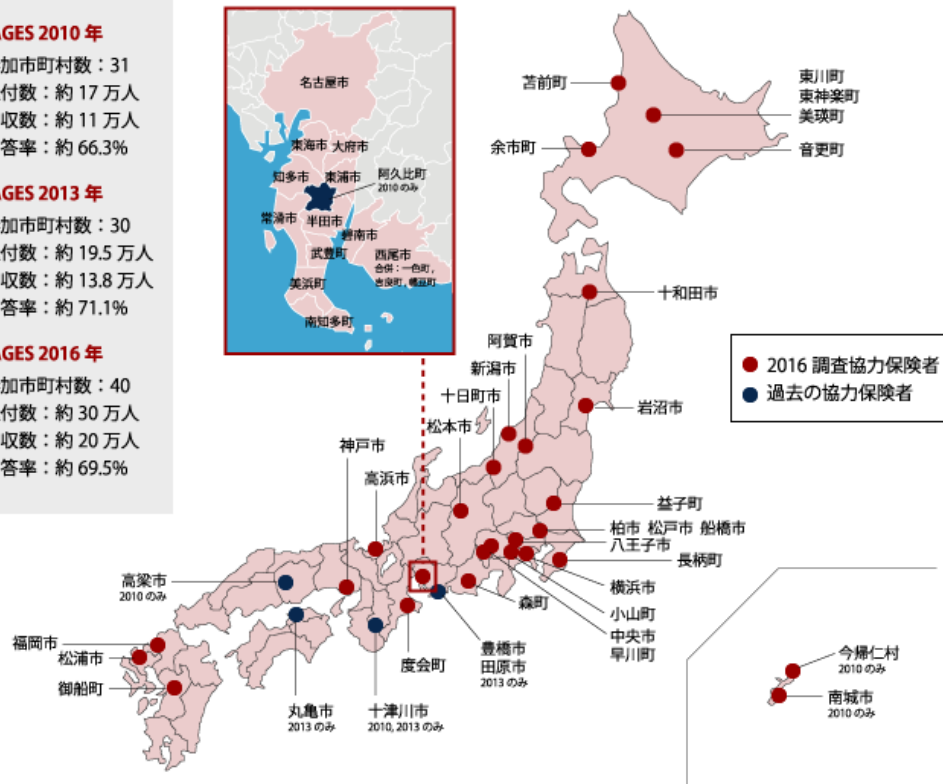 AGES 2010 年
加市町村数：31
付数：約 17 万人
収数：約 11 万人
答率：約 66.3%
AGES 2013 年
加市町村数：30
付数：約 19.5 万人
収数：約 13.8 万人
答率：約 71.1%
AGES 2016 年
加市町村数：40
付数：約 30 万人
収数：約 20 万人
答率：約 69.5%
名古屋市
東海市 大府市
知多市 東浦市
阿久比町
2010 のみ
常滑市 半田市
碧南市
武豊町
西尾市
合併：一色町，
吉良町，幡豆町
美浜町
南知多町
苫前町
東川町
東神楽町
美瑛町
余市町
音更町
十和田市
阿賀市
新潟市
十日町市
松本市
岩沼市
2016 調査協力保険者
過去の協力保険者
神戸市
高浜市
益子町
柏市 松戸市 船橋市
八王子市
長柄町
横浜市
小山町
中央市
早川町
森町
高梁市
2010 のみ
福岡市
松浦市
御船町
丸亀市
2013 のみ
十津川市
2010, 2013 のみ
度会町
豊橋市
田原市
2013 のみ
今帰仁村
2010 のみ
南城市
2010 のみ